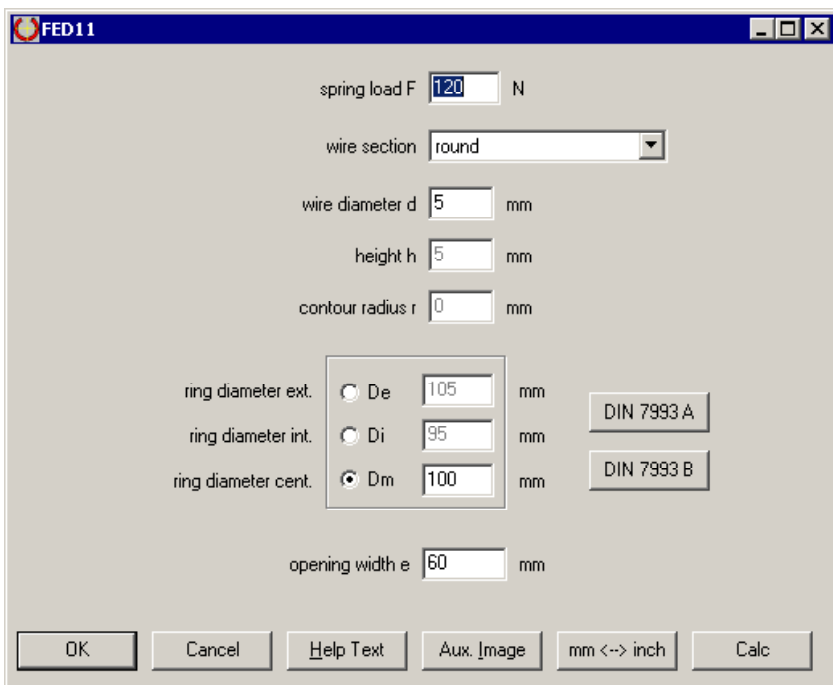 FED11
spring load F 120 N
wire section round
wire diameter d 5 mm
height h 5 mm
contour radius r 0 mm
ring diameter ext. De 105 mm
DIN 7993 A
ring diameter int. Di 95 mm
DIN 7993 B
ring diameter cent. Dm 100 mm
opening width e 60 mm
OK Cancel Help Text Aux. Image mm <--> inch Calc